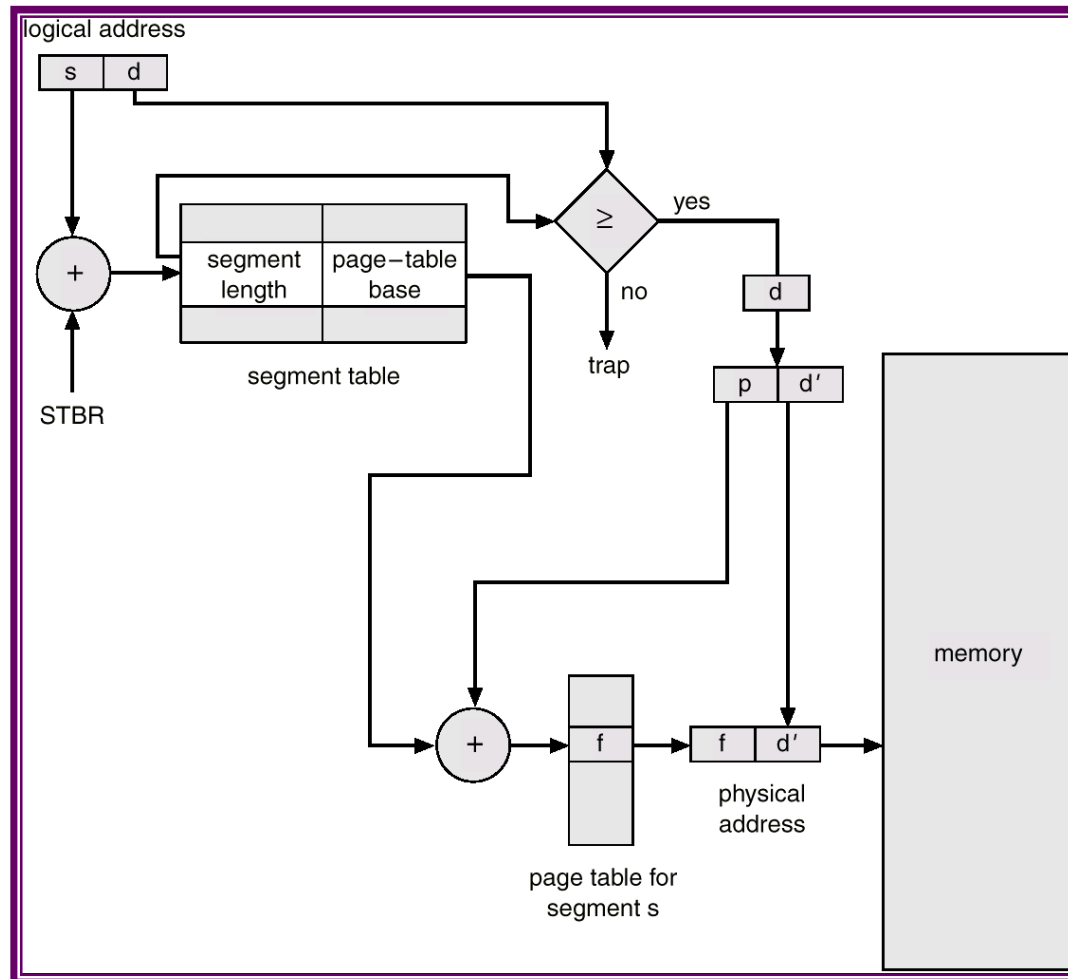 logical address
s d
≥
yes
+
segment length
page-table base
no
d
trap
segment table
p d′
STBR
memory
+
f
f d′
physical address
page table for segment s